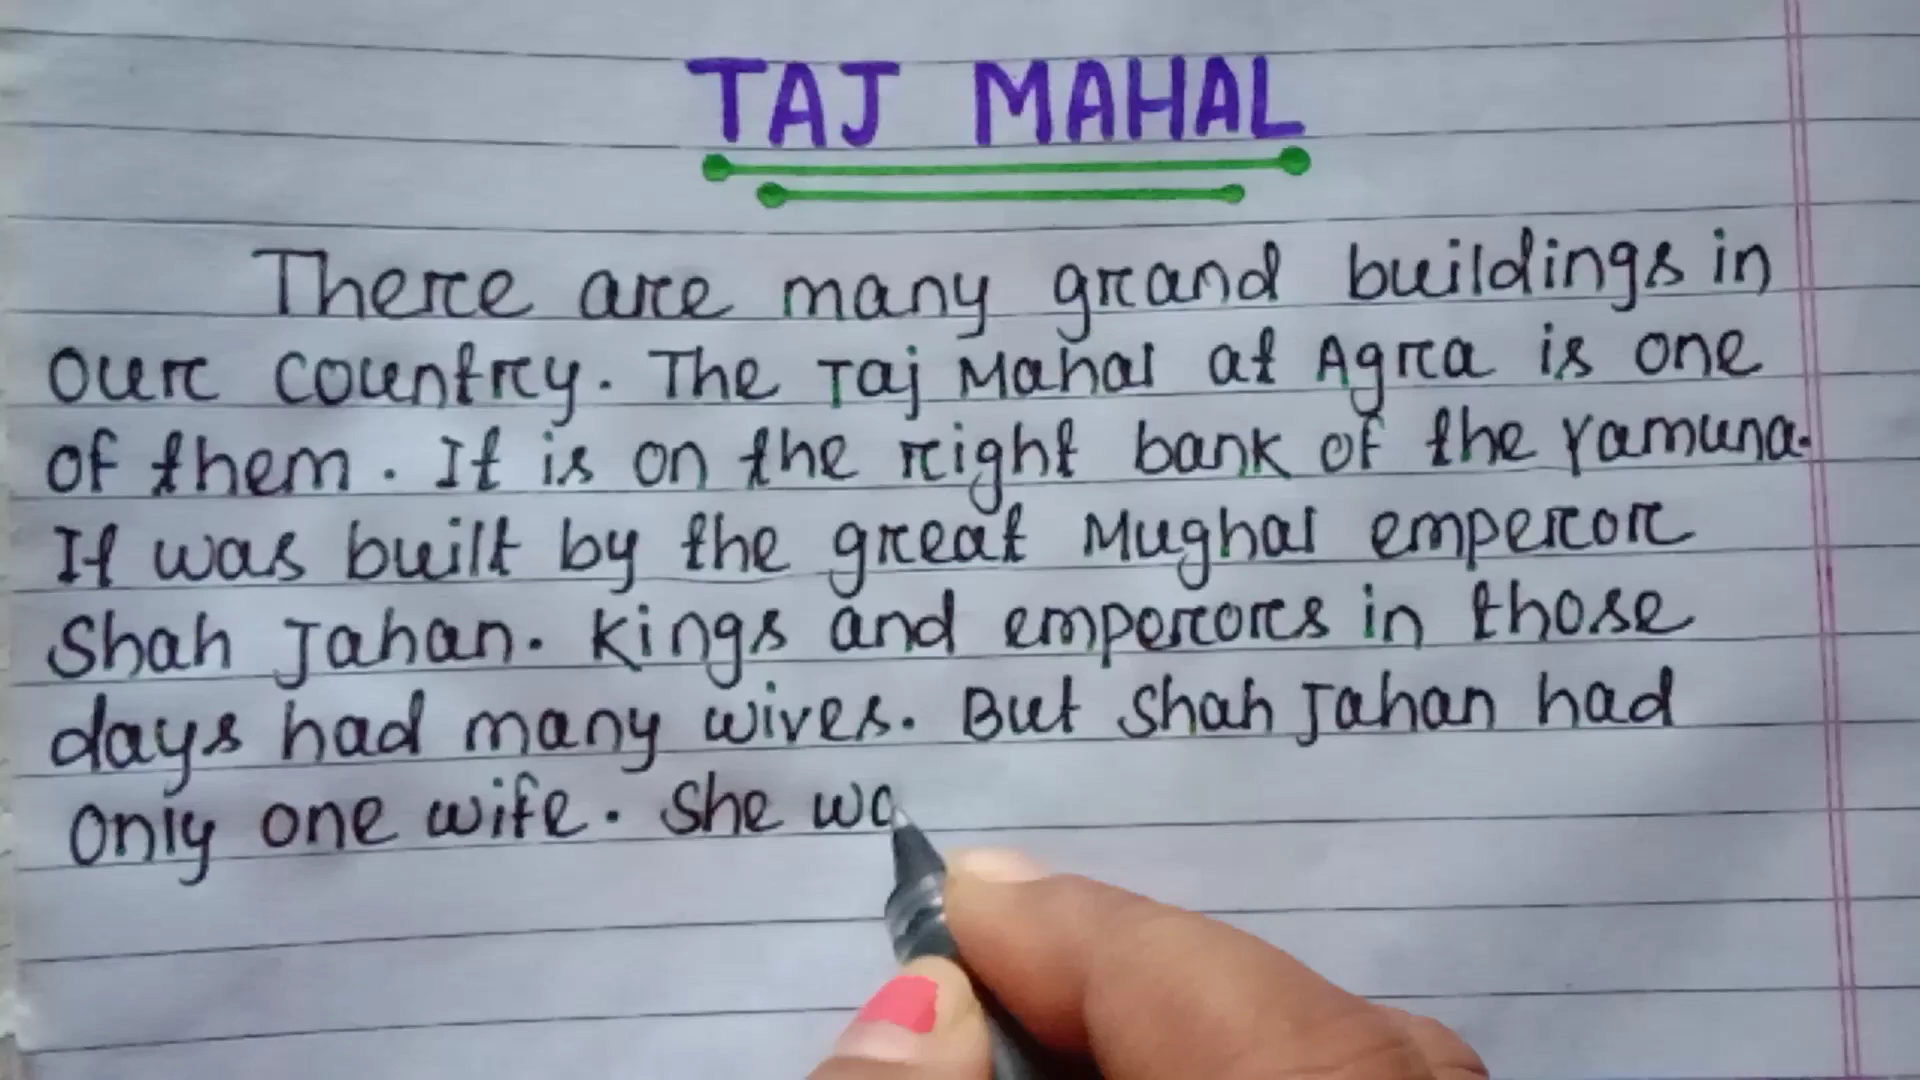 TAJ MAHAL
There are many grand buildings in
our country. The Taj Mahal at Agra is one
of them. It is on the right bank of the Yamuna.
It was built by the great Mughal emperor
Shah Jahan. Kings and emperors in those
days had many wives. But Shah Jahan had
only one wife. She wa